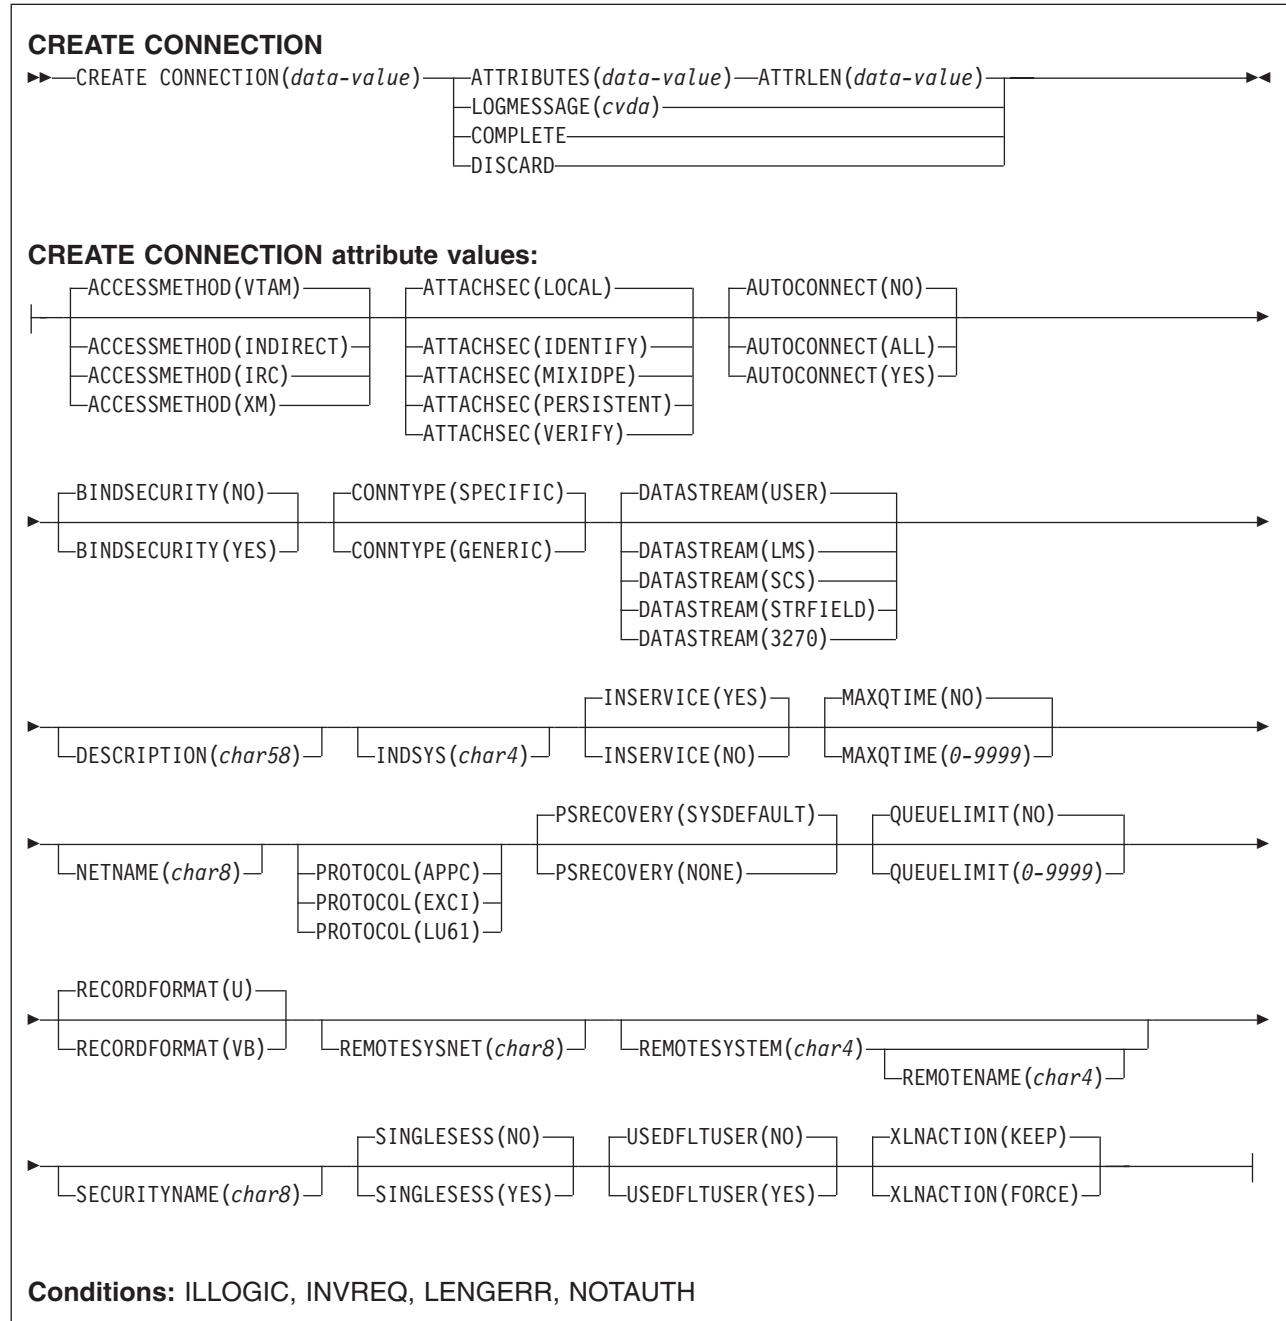 CREATE CONNECTION
CREATE CONNECTION(data-value) ATTRIBUTES(data-value) ATTRLEN(data-value)
LOGMESSAGE(cvda)
COMPLETE
DISCARD
CREATE CONNECTION attribute values:
ACCESSMETHOD(VTAM) ATTACHSEC(LOCAL) AUTOCONNECT(NO)
ACCESSMETHOD(INDIRECT) ATTACHSEC(IDENTIFY) AUTOCONNECT(ALL)
ACCESSMETHOD(IRC) ATTACHSEC(MIXIDPE) AUTOCONNECT(YES)
ACCESSMETHOD(XM) ATTACHSEC(PERSISTENT)
ATTACHSEC(VERIFY)
BINDSECURITY(NO) CONNTYPE(SPECIFIC) DATASTREAM(USER)
BINDSECURITY(YES) CONNTYPE(GENERIC) DATASTREAM(LMS)
DATASTREAM(SCS)
DATASTREAM(STRFIELD)
DATASTREAM(3270)
INSERVICE(YES) MAXQTIME(NO)
DESCRIPTION(char58) INDSYS(char4) INSERVICE(NO) MAXQTIME(0-9999)
PSRECOVERY(SYSDEFAULT) QUEUELIMIT(NO)
NETNAME(char8) PROTOCOL(APPC) PSRECOVERY(NONE) QUEUELIMIT(0-9999)
PROTOCOL(EXCI)
PROTOCOL(LU61)
RECORDFORMAT(U)
RECORDFORMAT(VB) REMOTESYSNET(char8) REMOTESYSTEM(char4)
REMOTENAME(char4)
SINGLESESS(NO) USEDFLTUSER(NO) XLNACTION(KEEP)
SECURITYNAME(char8) SINGLESESS(YES) USEDFLTUSER(YES) XLNACTION(FORCE)
Conditions: ILLOGIC, INVREQ, LENGERR, NOTAUTH